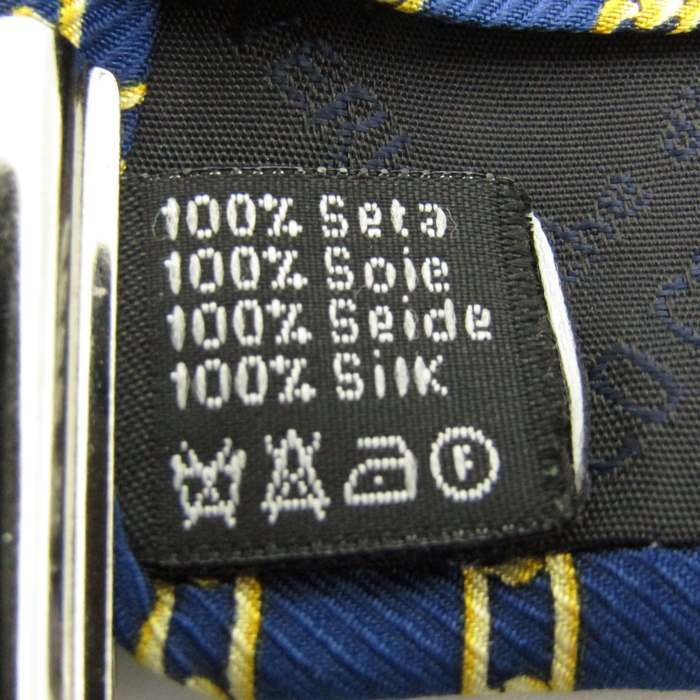 100% Seta
100% Soie
100% Seide
100% Silk
F